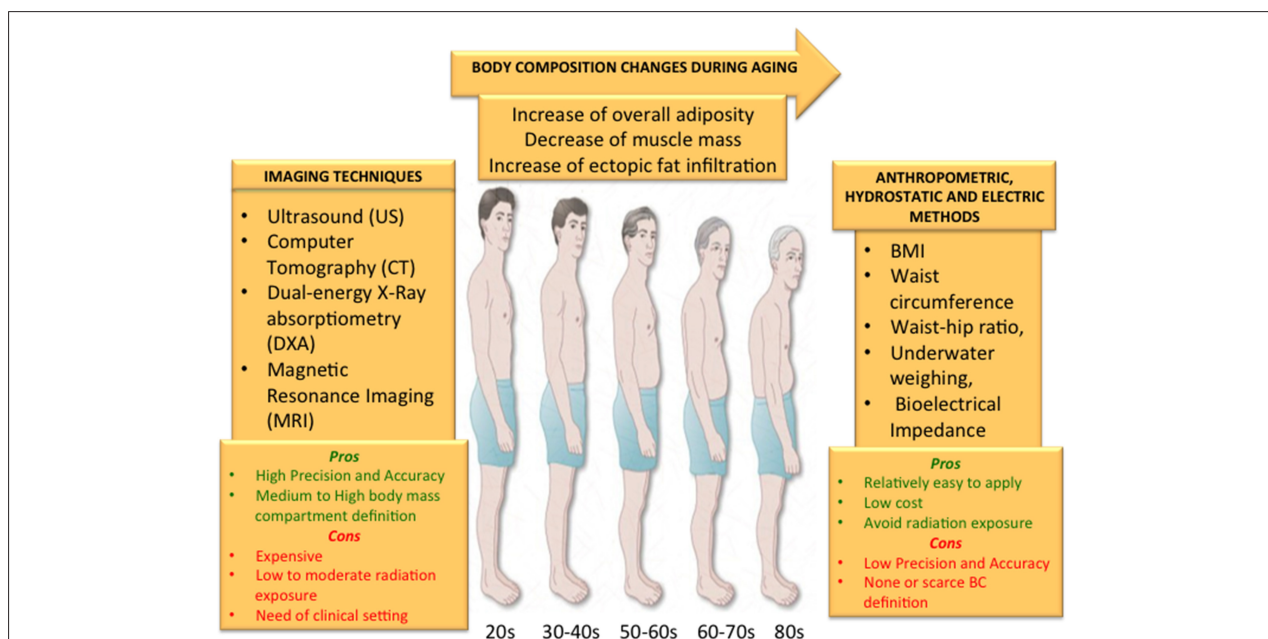 BODY COMPOSITION CHANGES DURING AGING
Increase of overall adiposity
Decrease of muscle mass
Increase of ectopic fat infiltration
IMAGING TECHNIQUES
• Ultrasound (US)
• Computer
Tomography (CT)
• Dual-energy X-Ray
absorptiometry
(DXA)
• Magnetic
Resonance Imaging
(MRI)
Pros
• High Precision and Accuracy
• Medium to High body mass
compartment definition
Cons
• Expensive
• Low to moderate radiation
exposure
• Need of clinical setting
ANTHROPOMETRIC,
HYDROSTATIC AND ELECTRIC
METHODS
• BMI
• Waist
circumference
• Waist-hip ratio,
• Underwater
weighing,
• Bioelectrical
Impedance
Pros
• Relatively easy to apply
• Low cost
• Avoid radiation exposure
Cons
• Low Precision and Accuracy
• None or scarce BC
definition
20s 30-40s 50-60s 60-70s 80s